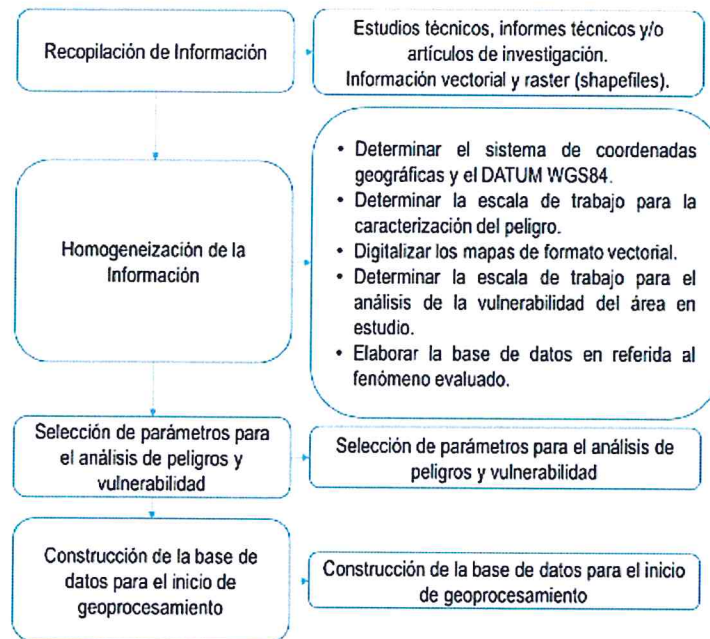 Recopilación de Información
Estudios técnicos, informes técnicos y/o
artículos de investigación.
Información vectorial y raster (shapefiles).
Homogeneización de la
Información
• Determinar el sistema de coordenadas
geográficas y el DATUM WGS84.
• Determinar la escala de trabajo para la
caracterización del peligro.
• Digitalizar los mapas de formato vectorial.
• Determinar la escala de trabajo para el
análisis de la vulnerabilidad del área en
estudio.
• Elaborar la base de datos en referida al
fenómeno evaluado.
Selección de parámetros para
el análisis de peligros y
vulnerabilidad
Selección de parámetros para el análisis de
peligros y vulnerabilidad
Construcción de la base de
datos para el inicio de
geoprocesamiento
Construcción de la base de datos para el inicio
de geoprocesamiento